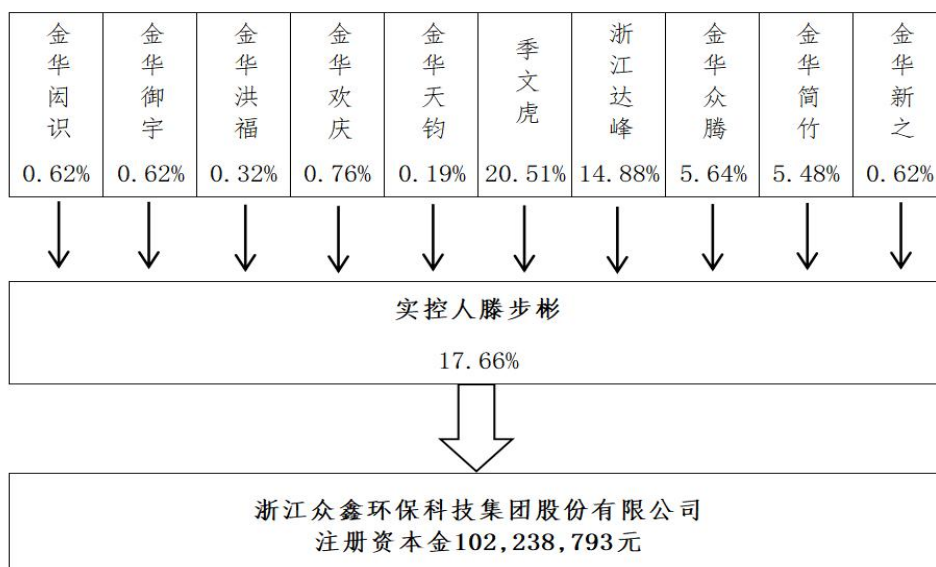 金华闳识
0.62%
金华御宇
0.62%
金华洪福
0.32%
金华欢庆
0.76%
金华天钧
0.19%
季文虎
20.51%
浙江达峰
14.88%
金华众腾
5.64%
金华简竹
5.48%
金华新之
0.62%
实控人滕步彬
17.66%
浙江众鑫环保科技集团股份有限公司
注册资本金102,238,793元